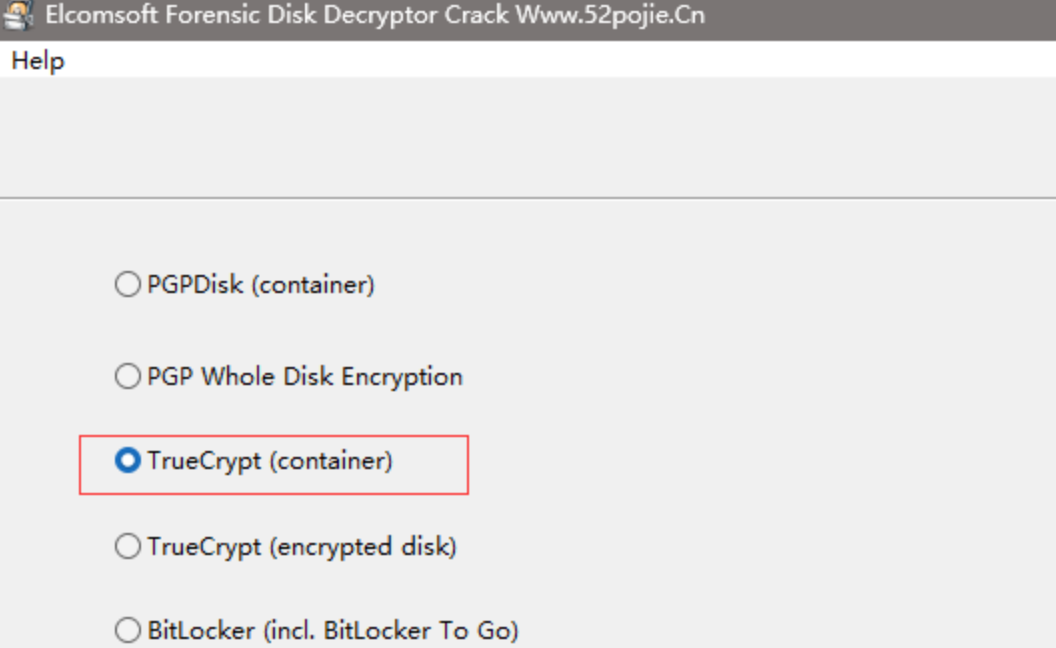 Elcomsoft Forensic Disk Decryptor Crack Www.52pojie.Cn
Help
PGPDisk (container)
PGP Whole Disk Encryption
TrueCrypt (container)
TrueCrypt (encrypted disk)
BitLocker (incl. BitLocker To Go)